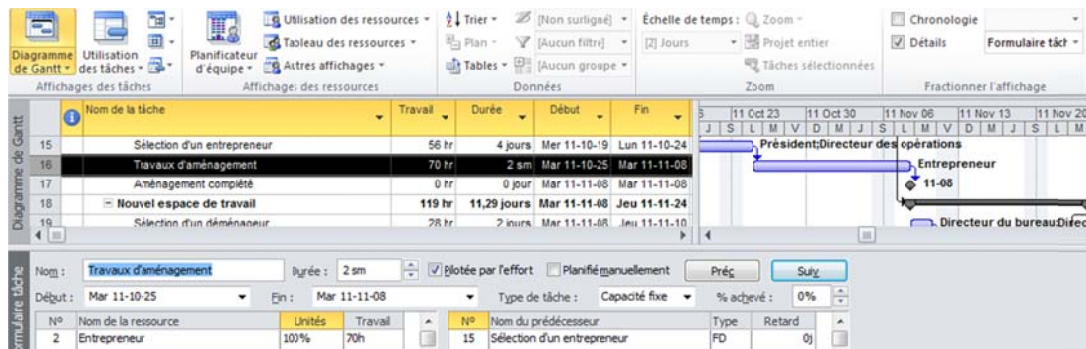 Diagramme de Gantt
Utilisation des tâches
Affichages des tâches
Planificateur d'équipe
Utilisation des ressources
Tableau des ressources
Autres affichages
Affichages des ressources
Trier
Plan
Tables
[Non surligné]
[Aucun filtre]
[Aucun groupe
Données
Échelle de temps :
[2] Jours
Zoom
Projet entier
Tâches sélectionnées
Zoom
Chronologie
Détails Formulaire tâch
Fractionner l'affichage
Diagramme de Gantt
Nom de la tâche Travail Durée Début Fin
15 Sélection d'un entrepreneur 56 hr 4 jours Mer 11-10-19 Lun 11-10-24
16 Travaux d'aménagement 70 hr 2 sm Mar 11-10-25 Mar 11-11-08
17 Aménagement complété 0 hr 0 jour Mar 11-11-08 Mar 11-11-08
18 Nouvel espace de travail 119 hr 11,29 jours Mar 11-11-08 Jeu 11-11-24
19 Sélection d'un déménageur 28 hr 2 jours Mar 11-11-08 Jeu 11-11-10
11 Oct 23 11 Oct 30 11 Nov 06 11 Nov 13 11 Nov 20
J S L M V D M J S L M V D M J S L M
Président;Directeur des opérations
Entrepreneur
11-08
Directeur du bureau;Direc
Formulaire tâche
Nom : Travaux d'aménagement Durée : 2 sm Pilotée par l'effort Planifié manuellement Préc Suiv
Début : Mar 11-10-25 Fin : Mar 11-11-08 Type de tâche : Capacité fixe % achevé : 0%
N° Nom de la ressource Unités Travail N° Nom du prédécesseur Type Retard
2 Entrepreneur 100% 70h 15 Sélection d'un entrepreneur FD 0j